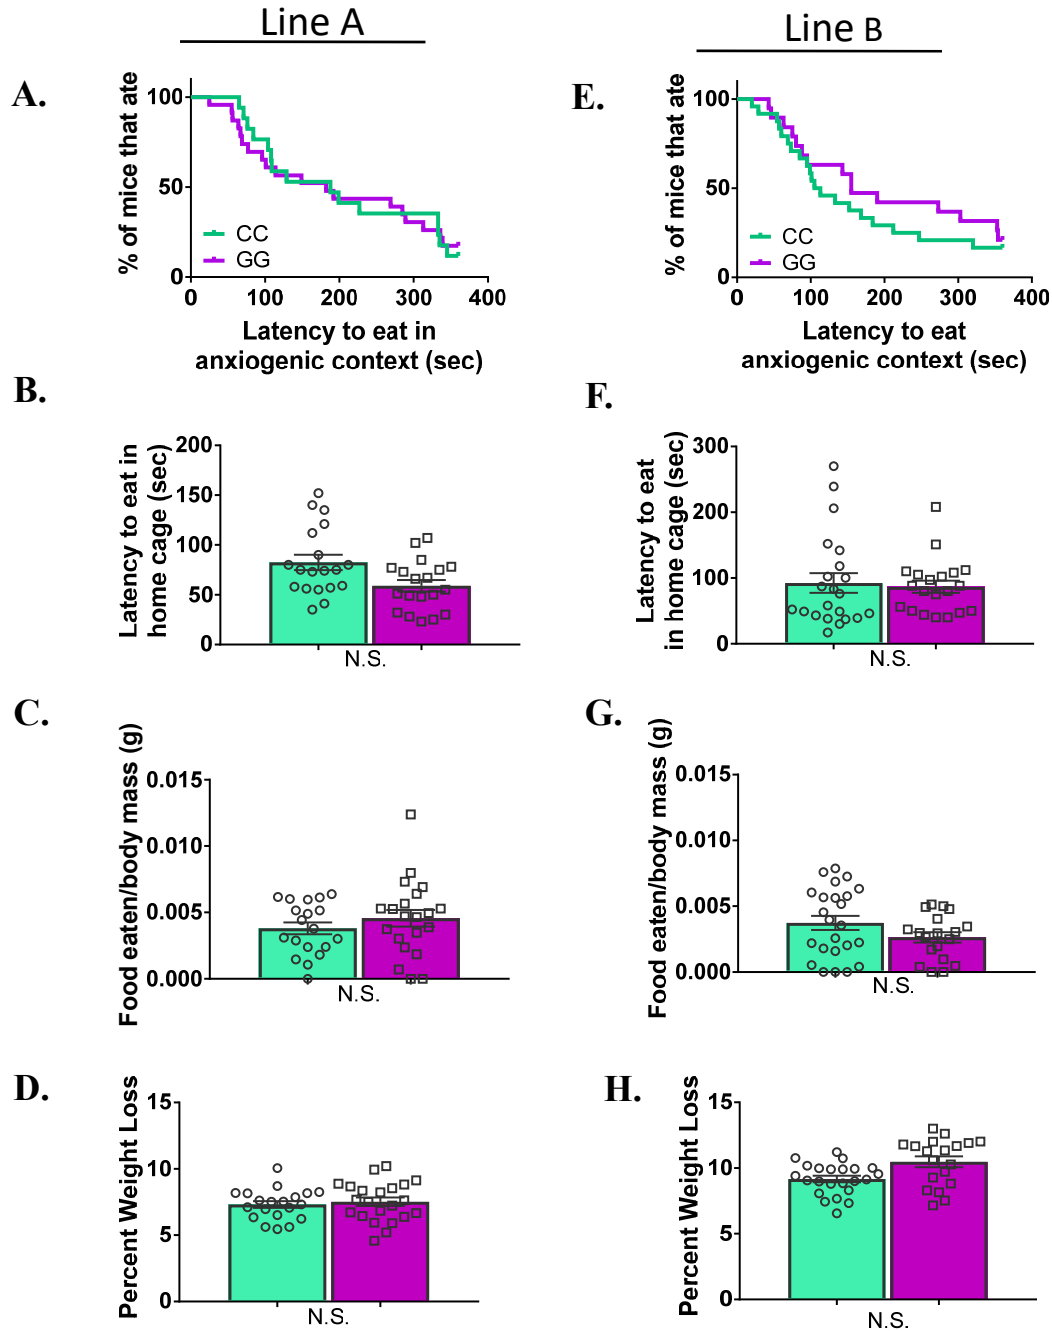 Line A
Line B
A.
% of mice that ate
100
50
0
CC
GG
0 100 200 300 400
Latency to eat in
anxiogenic context (sec)
E.
% of mice that ate
100
50
0
CC
GG
0 100 200 300 400
Latency to eat
anxiogenic context (sec)
B.
Latency to eat in
home cage (sec)
200
150
100
50
0
N.S.
F.
Latency to eat
in home cage (sec)
300
200
100
0
N.S.
C.
Food eaten/body mass (g)
0.015
0.010
0.005
0.000
N.S.
G.
Food eaten/body mass (g)
0.015
0.010
0.005
0.000
N.S.
D.
Percent Weight Loss
15
10
5
0
N.S.
H.
Percent Weight Loss
15
10
5
0
N.S.